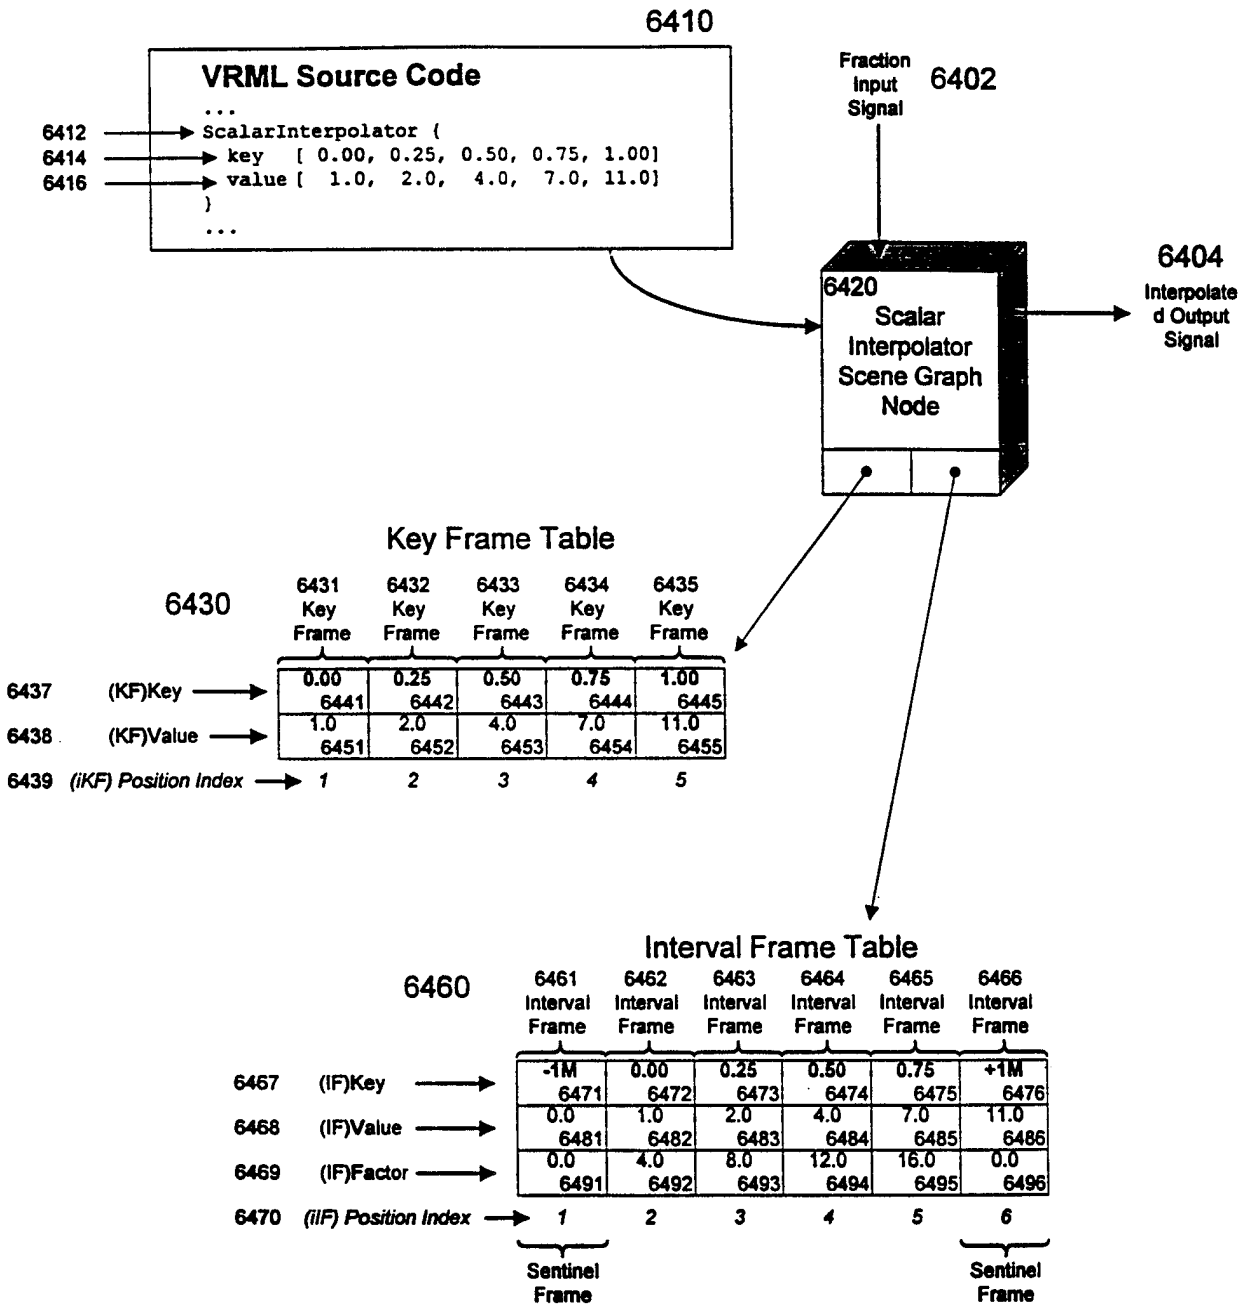 6410
VRML Source Code
...
6412 ScalarInterpolator {
6414 key [ 0.00, 0.25, 0.50, 0.75, 1.00]
6416 value [ 1.0, 2.0, 4.0, 7.0, 11.0]
}
...
Fraction
Input
Signal
6402
6404
Interpolate
d Output
Signal
6420
Scalar
Interpolator
Scene Graph
Node
Key Frame Table
6430
6431 6432 6433 6434 6435
Key Key Key Key Key
Frame Frame Frame Frame Frame
6437 (KF)Key
0.00 0.25 0.50 0.75 1.00
6441 6442 6443 6444 6445
6438 (KF)Value
1.0 2.0 4.0 7.0 11.0
6451 6452 6453 6454 6455
6439 (iKF) Position Index 1 2 3 4 5
Interval Frame Table
6460
6461 6462 6463 6464 6465 6466
Interval Interval Interval Interval Interval Interval
Frame Frame Frame Frame Frame Frame
6467 (IF)Key
-1M 0.00 0.25 0.50 0.75 +1M
6471 6472 6473 6474 6475 6476
6468 (IF)Value
0.0 1.0 2.0 4.0 7.0 11.0
6481 6482 6483 6484 6485 6486
6469 (IF)Factor
0.0 4.0 8.0 12.0 16.0 0.0
6491 6492 6493 6494 6495 6496
6470 (iIF) Position Index 1 2 3 4 5 6
Sentinel
Frame
Sentinel
Frame